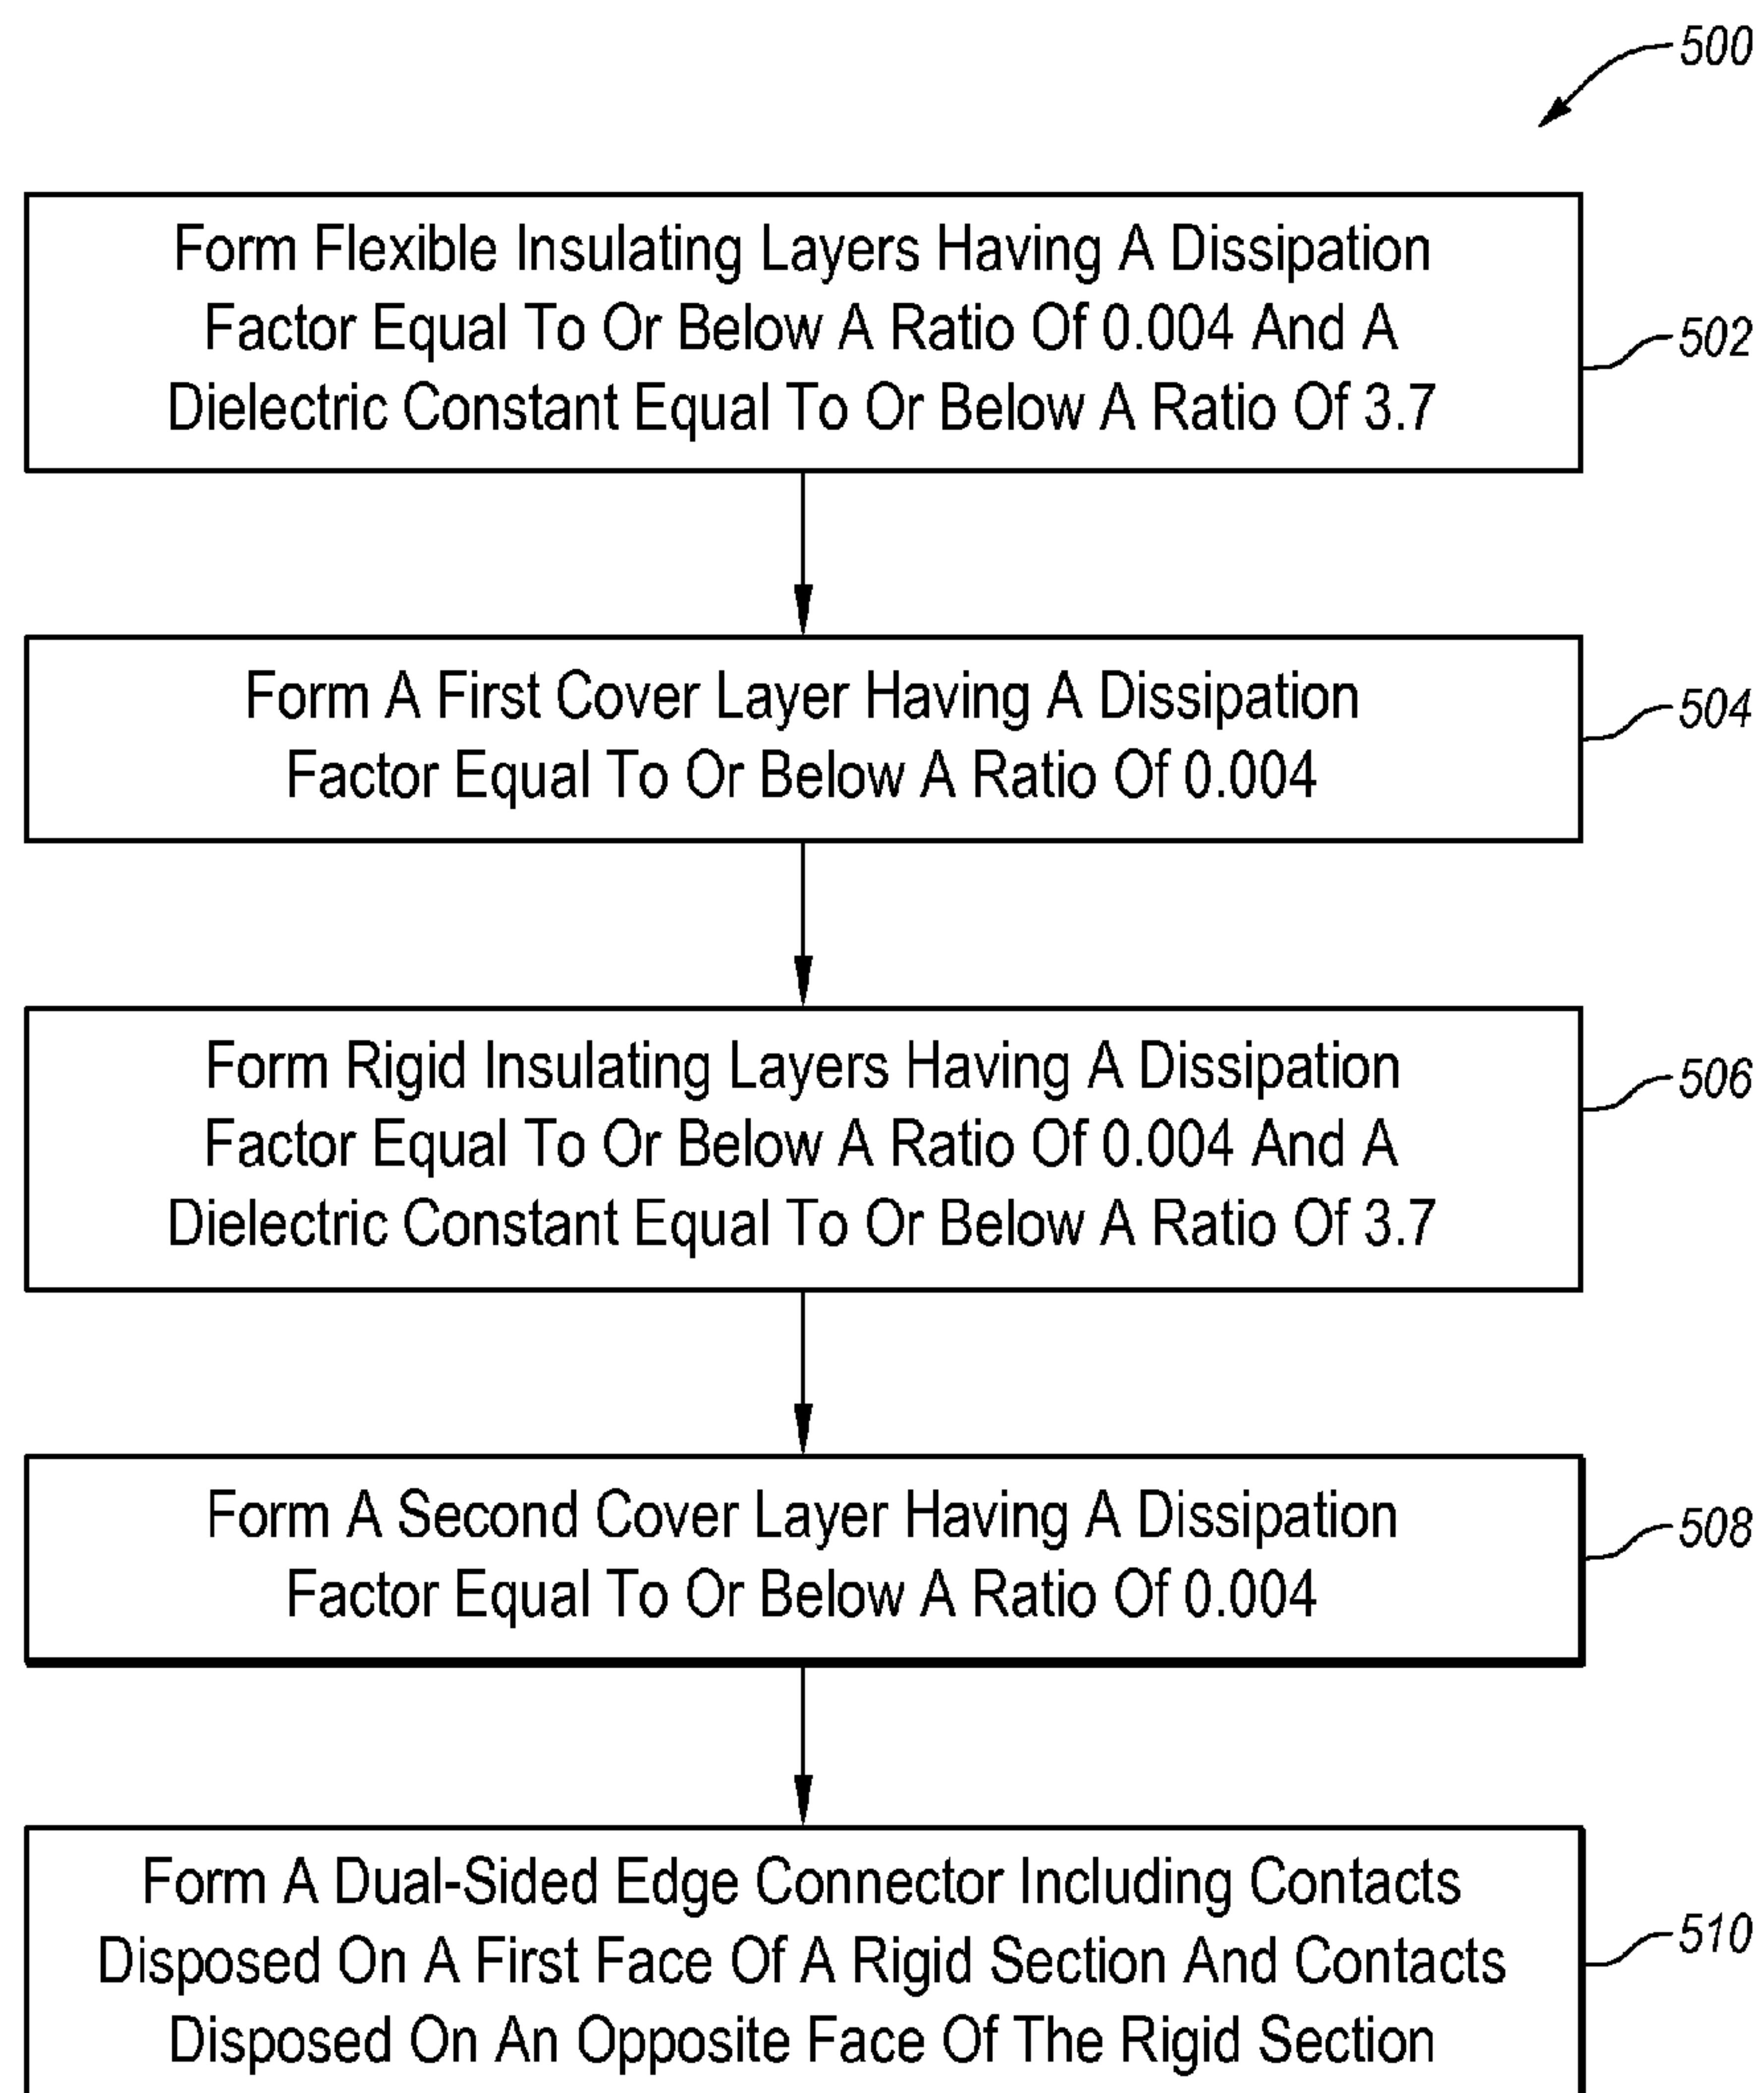 500
Form Flexible Insulating Layers Having A Dissipation
Factor Equal To Or Below A Ratio Of 0.004 And A
Dielectric Constant Equal To Or Below A Ratio Of 3.7
502
Form A First Cover Layer Having A Dissipation
Factor Equal To Or Below A Ratio Of 0.004
504
Form Rigid Insulating Layers Having A Dissipation
Factor Equal To Or Below A Ratio Of 0.004 And A
Dielectric Constant Equal To Or Below A Ratio Of 3.7
506
Form A Second Cover Layer Having A Dissipation
Factor Equal To Or Below A Ratio Of 0.004
508
Form A Dual-Sided Edge Connector Including Contacts
Disposed On A First Face Of A Rigid Section And Contacts
Disposed On An Opposite Face Of The Rigid Section
510